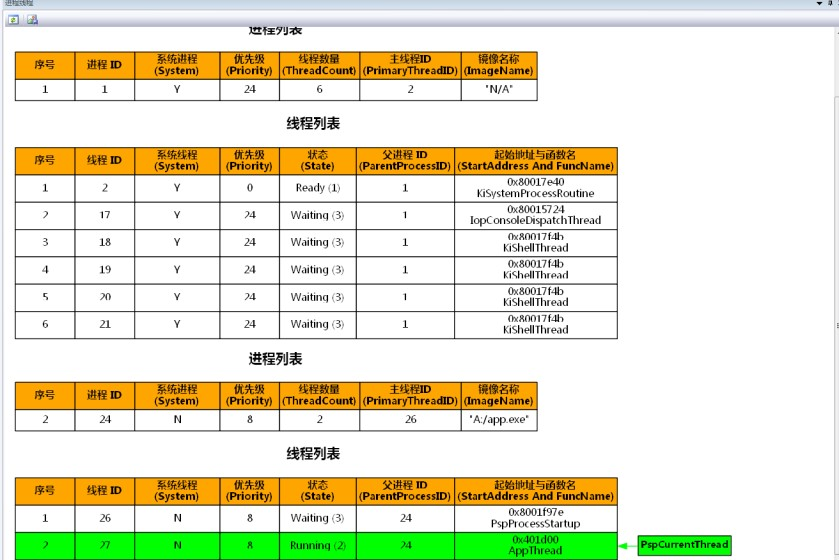 进程线程
进程列表
序号 进程 ID 系统进程 (System) 优先级 (Priority) 线程数量 (ThreadCount) 主线程ID (PrimaryThreadID) 镜像名称 (ImageName)
1 1 Y 24 6 2 "N/A"
线程列表
序号 线程 ID 系统线程 (System) 优先级 (Priority) 状态 (State) 父进程 ID (ParentProcessID) 起始地址与函数名 (StartAddress And FuncName)
1 2 Y 0 Ready (1) 1 0x80017e40 KiSystemProcessRoutine
2 17 Y 24 Waiting (3) 1 0x80015724 IopConsoleDispatchThread
3 18 Y 24 Waiting (3) 1 0x80017f4b KiShellThread
4 19 Y 24 Waiting (3) 1 0x80017f4b KiShellThread
5 20 Y 24 Waiting (3) 1 0x80017f4b KiShellThread
6 21 Y 24 Waiting (3) 1 0x80017f4b KiShellThread
进程列表
序号 进程 ID 系统进程 (System) 优先级 (Priority) 线程数量 (ThreadCount) 主线程ID (PrimaryThreadID) 镜像名称 (ImageName)
2 24 N 8 2 26 "A:/app.exe"
线程列表
序号 线程 ID 系统线程 (System) 优先级 (Priority) 状态 (State) 父进程 ID (ParentProcessID) 起始地址与函数名 (StartAddress And FuncName)
1 26 N 8 Waiting (3) 24 0x8001f97e PspProcessStartup
2 27 N 8 Running (2) 24 0x401d00 AppThread PspCurrentThread